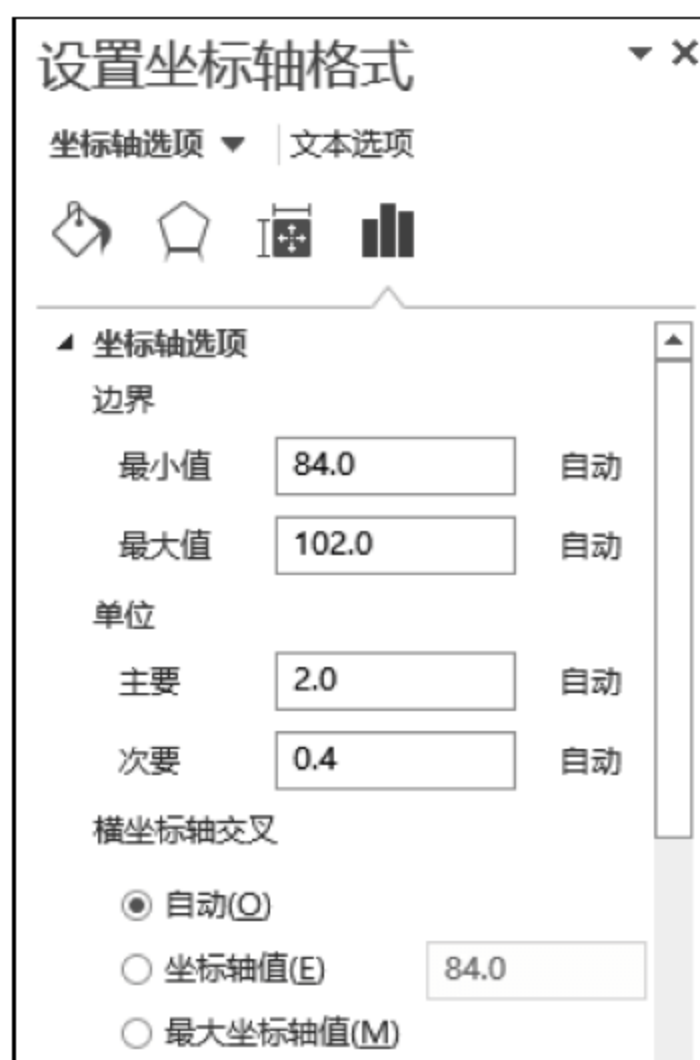 设置坐标轴格式
坐标轴选项 文本选项
坐标轴选项
边界
最小值 84.0 自动
最大值 102.0 自动
单位
主要 2.0 自动
次要 0.4 自动
横坐标轴交叉
自动(O)
坐标轴值(E) 84.0
最大坐标轴值(M)